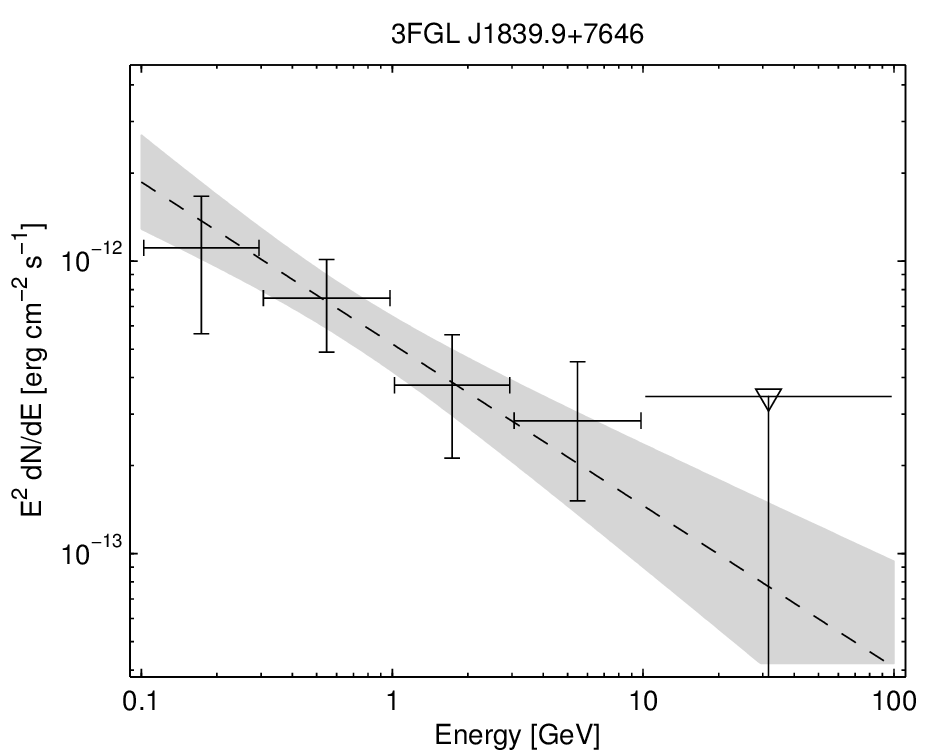 3FGL J1839.9+7646
E² dN/dE [erg cm⁻² s⁻¹]
10⁻¹²
10⁻¹³
0.1 1 10 100
Energy [GeV]